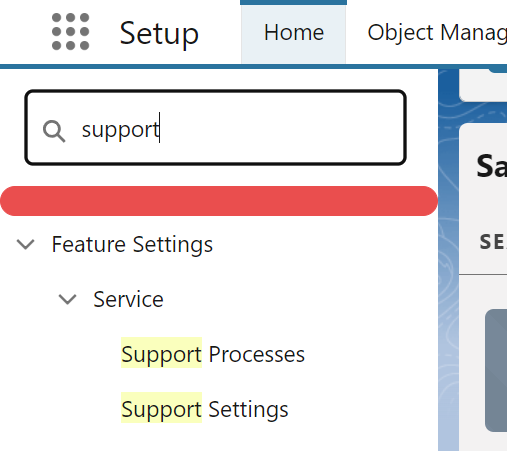 Setup
Home
Object Manag
support
Feature Settings
Service
Support Processes
Support Settings
Sa
SE